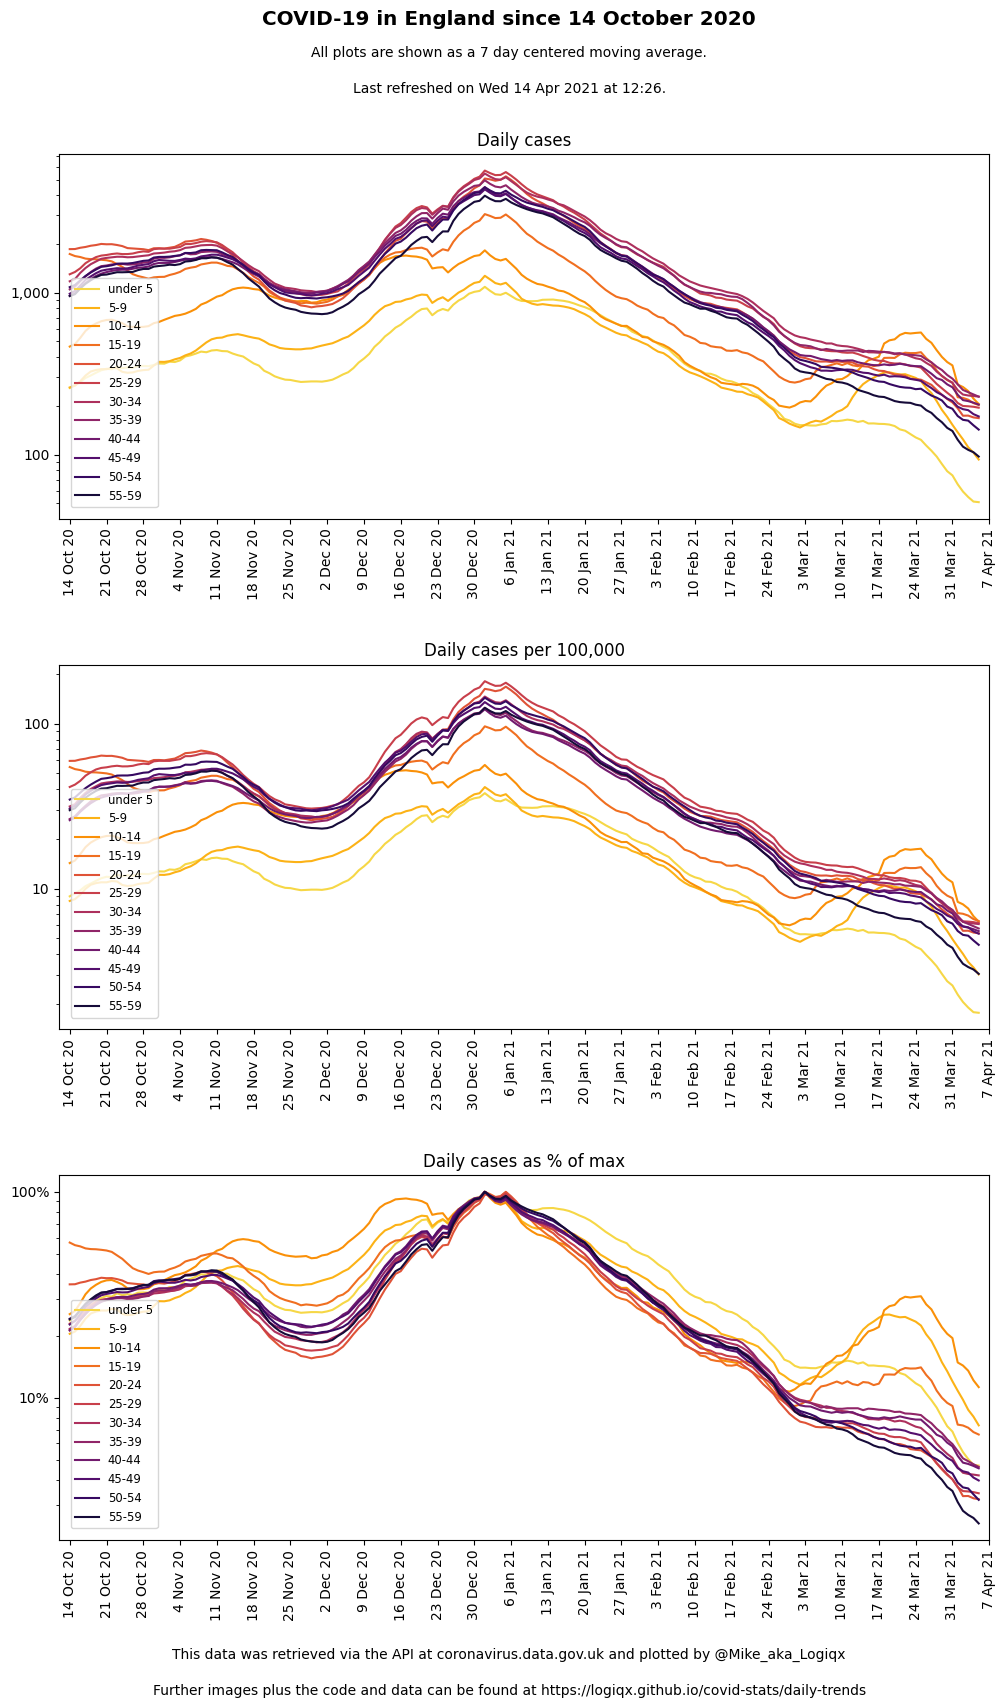 COVID-19 in England since 14 October 2020
All plots are shown as a 7 day centered moving average.
Last refreshed on Wed 14 Apr 2021 at 12:26.
Daily cases
1,000
100
under 5
5-9
10-14
15-19
20-24
25-29
30-34
35-39
40-44
45-49
50-54
55-59
14 Oct 20
21 Oct 20
28 Oct 20
4 Nov 20
11 Nov 20
18 Nov 20
25 Nov 20
2 Dec 20
9 Dec 20
16 Dec 20
23 Dec 20
30 Dec 20
6 Jan 21
13 Jan 21
20 Jan 21
27 Jan 21
3 Feb 21
10 Feb 21
17 Feb 21
24 Feb 21
3 Mar 21
10 Mar 21
17 Mar 21
24 Mar 21
31 Mar 21
7 Apr 21
Daily cases per 100,000
100
10
under 5
5-9
10-14
15-19
20-24
25-29
30-34
35-39
40-44
45-49
50-54
55-59
14 Oct 20
21 Oct 20
28 Oct 20
4 Nov 20
11 Nov 20
18 Nov 20
25 Nov 20
2 Dec 20
9 Dec 20
16 Dec 20
23 Dec 20
30 Dec 20
6 Jan 21
13 Jan 21
20 Jan 21
27 Jan 21
3 Feb 21
10 Feb 21
17 Feb 21
24 Feb 21
3 Mar 21
10 Mar 21
17 Mar 21
24 Mar 21
31 Mar 21
7 Apr 21
Daily cases as % of max
100%
10%
under 5
5-9
10-14
15-19
20-24
25-29
30-34
35-39
40-44
45-49
50-54
55-59
14 Oct 20
21 Oct 20
28 Oct 20
4 Nov 20
11 Nov 20
18 Nov 20
25 Nov 20
2 Dec 20
9 Dec 20
16 Dec 20
23 Dec 20
30 Dec 20
6 Jan 21
13 Jan 21
20 Jan 21
27 Jan 21
3 Feb 21
10 Feb 21
17 Feb 21
24 Feb 21
3 Mar 21
10 Mar 21
17 Mar 21
24 Mar 21
31 Mar 21
7 Apr 21
This data was retrieved via the API at coronavirus.data.gov.uk and plotted by @Mike_aka_Logiqx
Further images plus the code and data can be found at https://logiqx.github.io/covid-stats/daily-trends